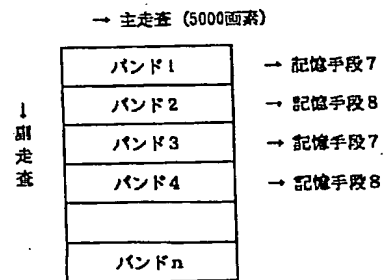 → 主走査 (5000画素)
バンド1 → 記憶手段7
バンド2 → 記憶手段8
バンド3 → 記憶手段7
バンド4 → 記憶手段8
バンドn
→副走査